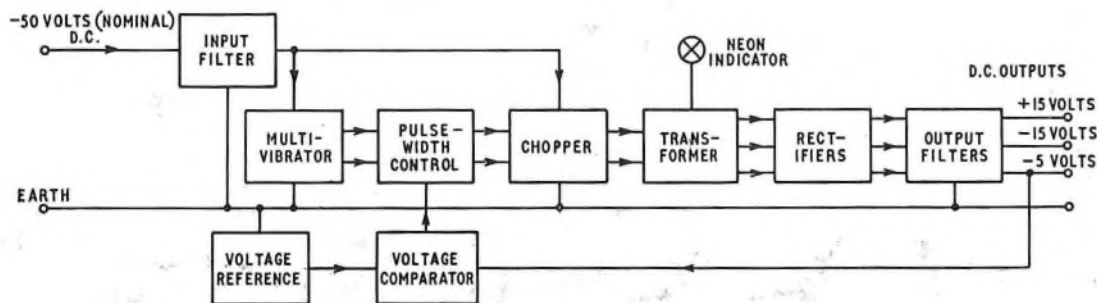 -50 VOLTS (NOMINAL)
D.C.
INPUT
FILTER
NEON
INDICATOR
D.C. OUTPUTS
MULTI-
VIBRATOR
PULSE-
WIDTH
CONTROL
CHOPPER
TRANS-
FORMER
RECT-
IFIERS
OUTPUT
FILTERS
+15 VOLTS
-15 VOLTS
-5 VOLTS
EARTH
VOLTAGE
REFERENCE
VOLTAGE
COMPARATOR